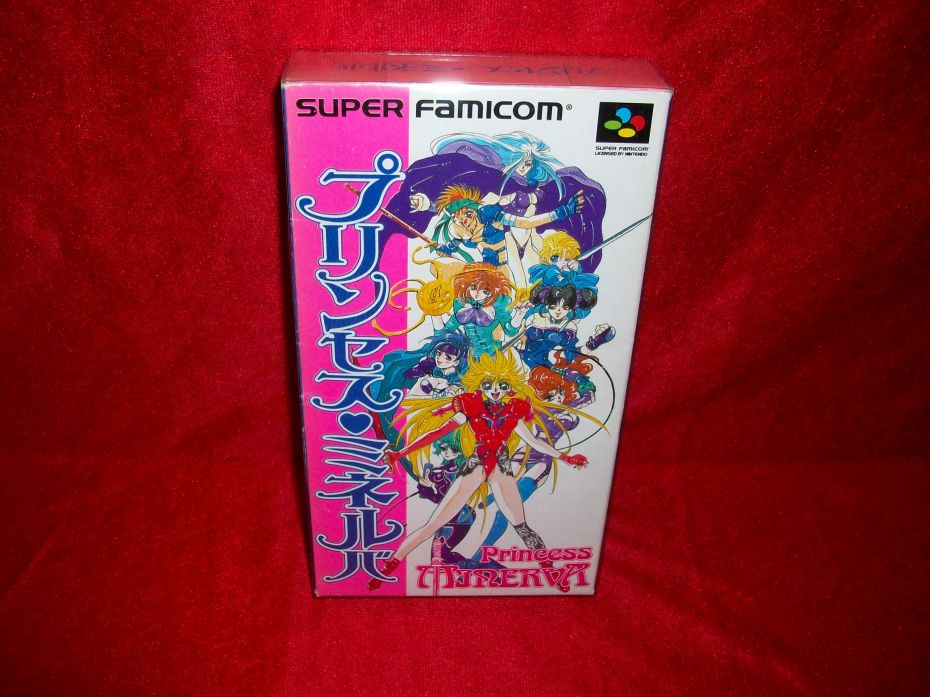 SUPER FAMICOM®
SUPER FAMICOM®
LICENSED BY NINTENDO
プリンセス♥ミネルバ
Princess
MINERVA